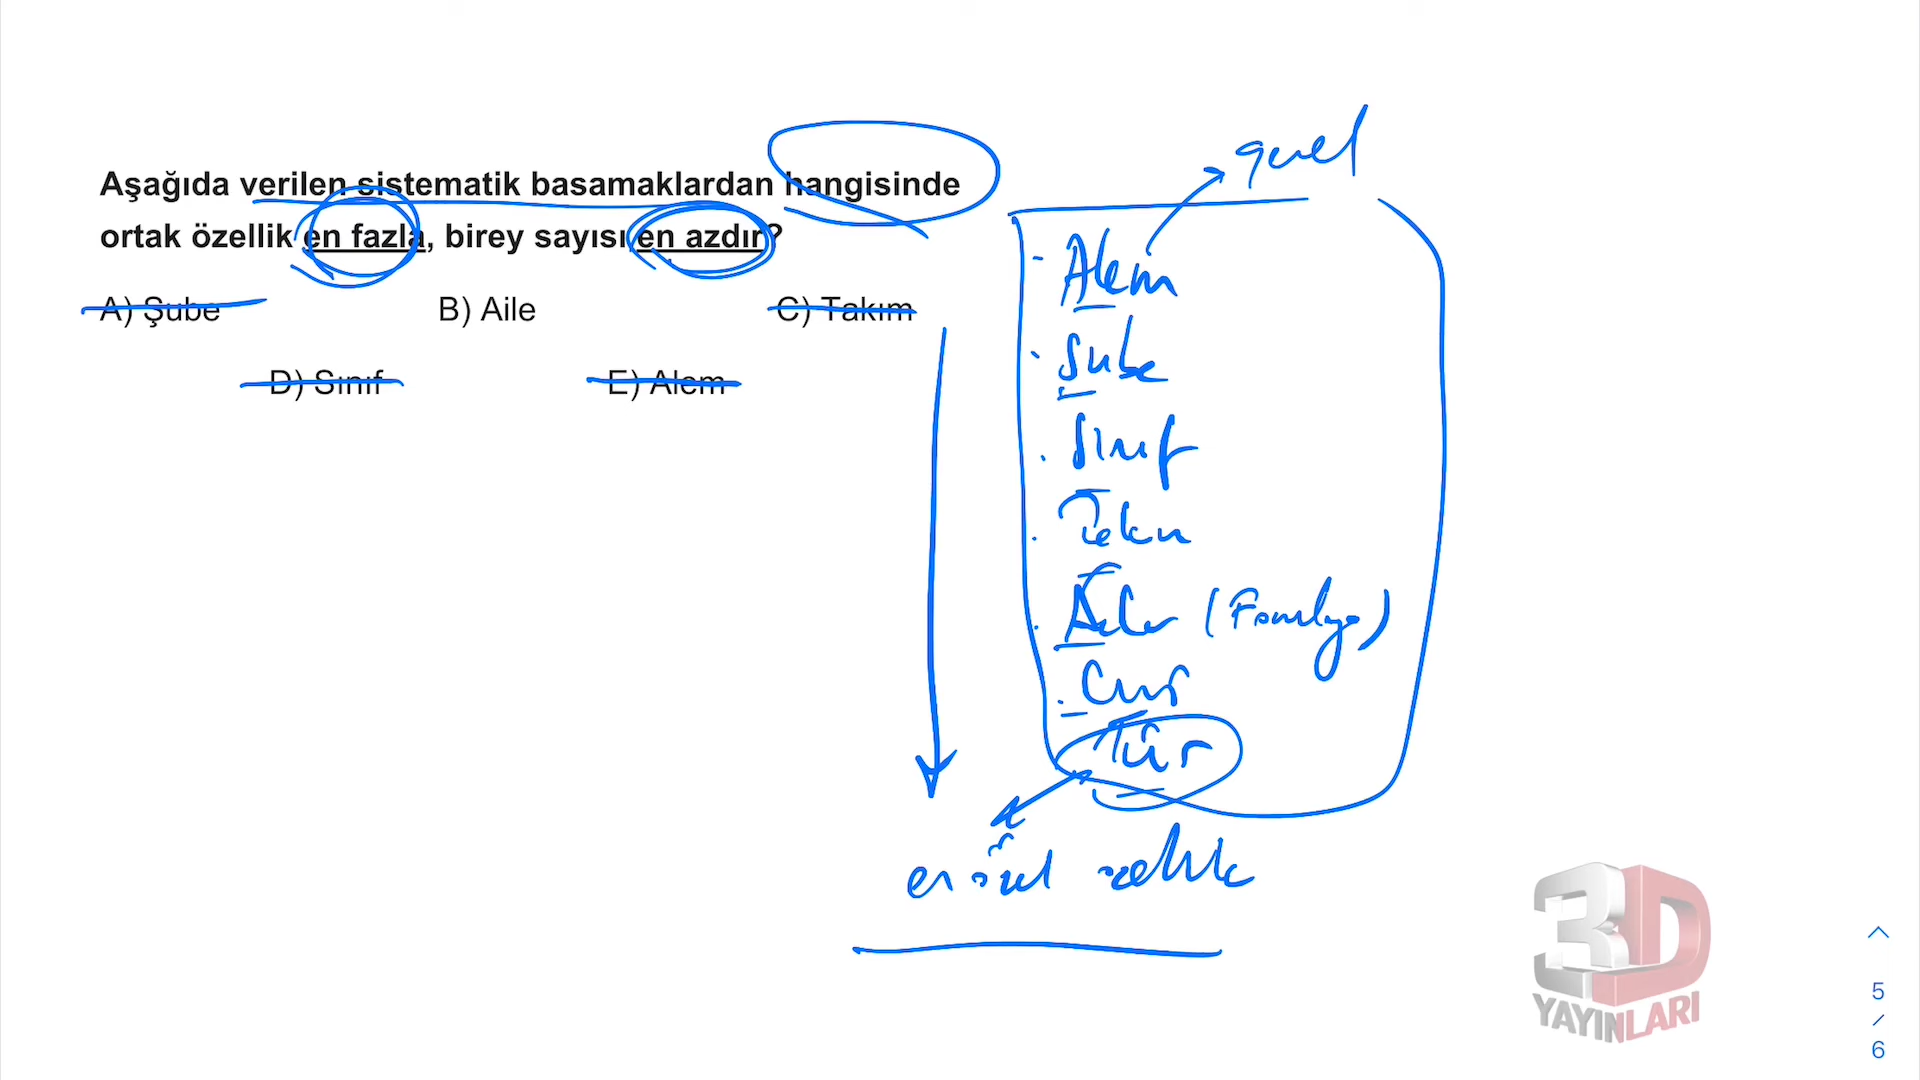 Aşağıda verilen sistematik basamaklardan hangisinde
ortak özellik en fazla, birey sayısı en azdır?
A) Şube B) Aile C) Takım
D) Sınıf E) Alem
genel
Alem
Şube
Sınıf
Takım
Aile (Familya)
Cins
Tür
en özel özellik
3D
YAYINLARI
5
/
6